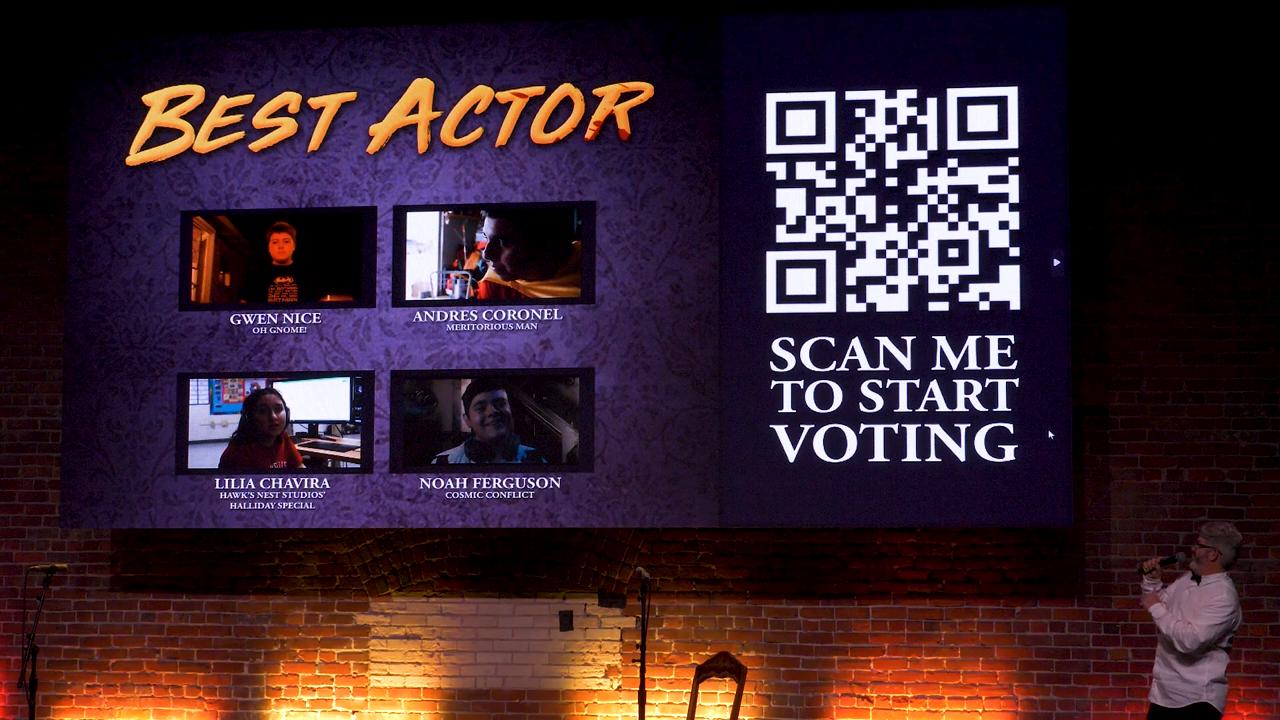 BEST ACTOR
GWEN NICE
OH GNOME!
ANDRES CORONEL
MERITORIOUS MAN
LILIA CHAVIRA
HAWK'S NEST STUDIOS'
HALLIDAY SPECIAL
NOAH FERGUSON
COSMIC CONFLICT
SCAN ME
TO START
VOTING